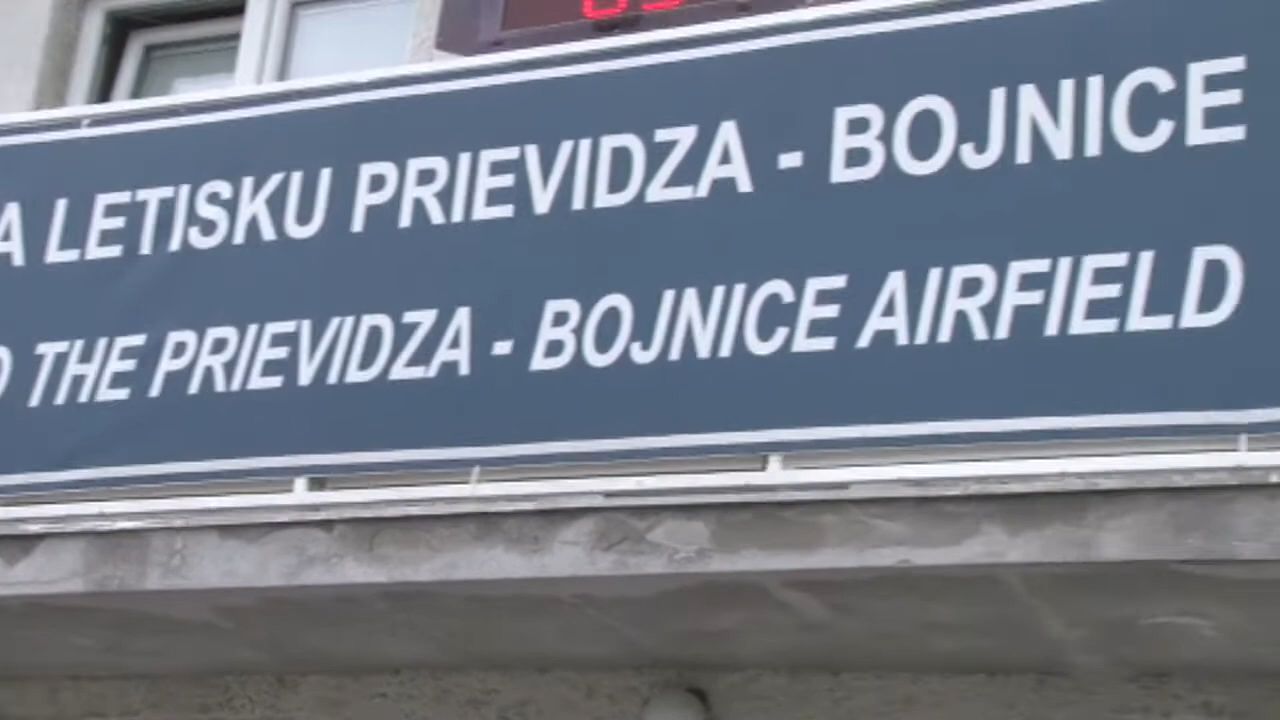 A LETISKU PRIEVIDZA - BOJNICE
THE PRIEVIDZA - BOJNICE AIRFIELD